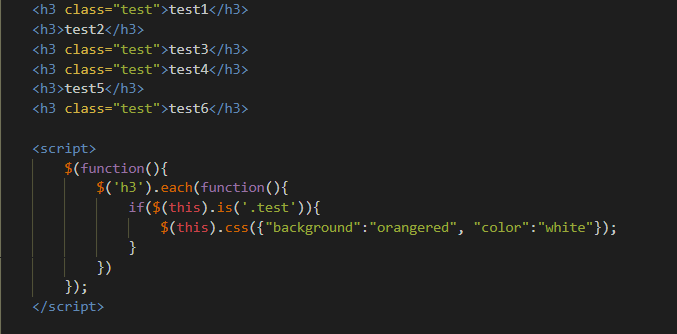 <h3 class="test">test1</h3>
<h3>test2</h3>
<h3 class="test">test3</h3>
<h3 class="test">test4</h3>
<h3>test5</h3>
<h3 class="test">test6</h3>
<script>
$(function(){
$('h3').each(function(){
if($(this).is('.test')){
$(this).css({"background":"orangered", "color":"white"});
}
})
});
</script>